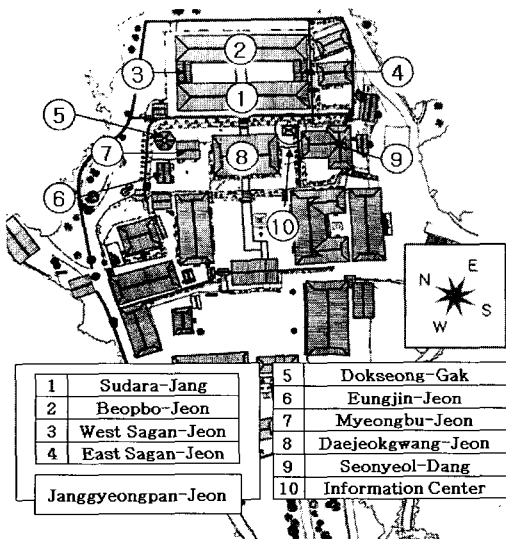 2
3
4
1
5
7
8
9
6
10
N E
W S
1 Sudara-Jang
2 Beopbo-Jeon
3 West Sagan-Jeon
4 East Sagan-Jeon
Janggyeongpan-Jeon
5 Dokseong-Gak
6 Eungjin-Jeon
7 Myeongbu-Jeon
8 Daejeokgwang-Jeon
9 Seonyeol-Dang
10 Information Center